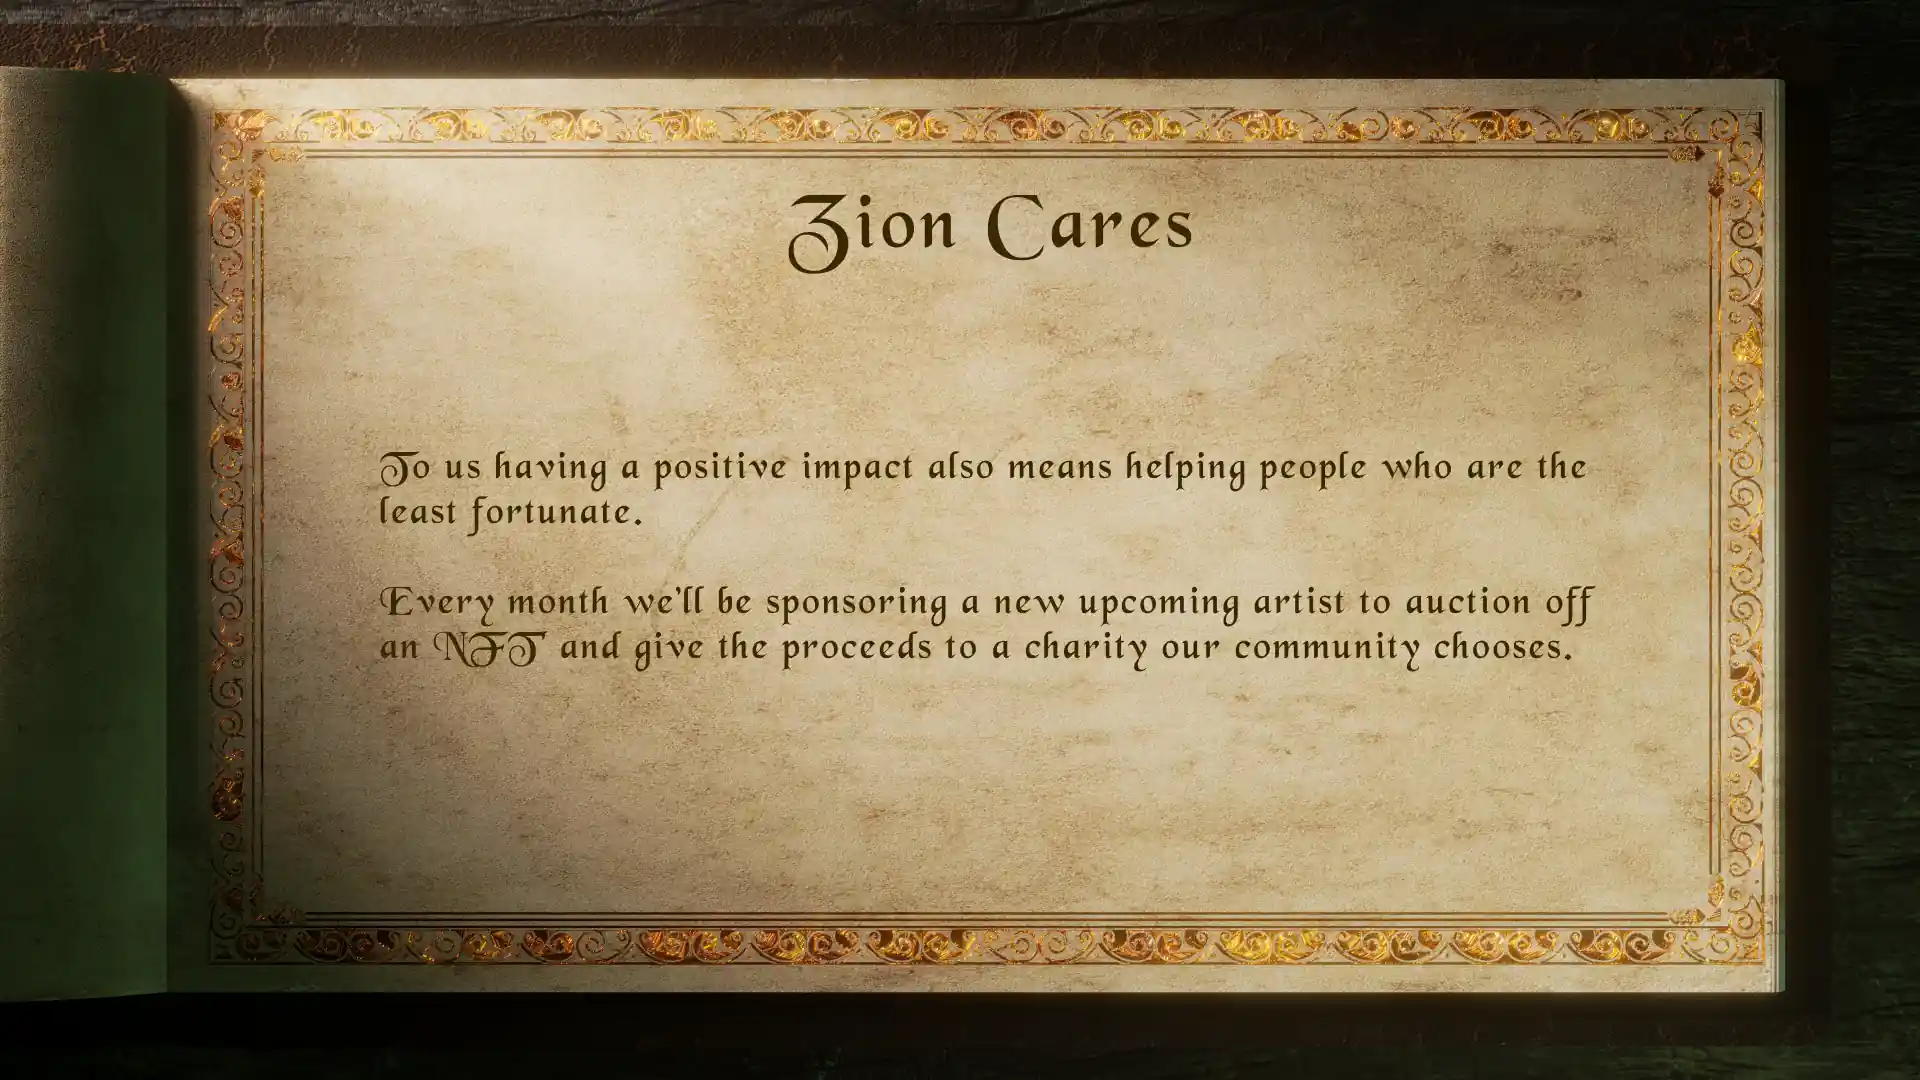 Zion Cares
To us having a positive impact also means helping people who are the
least fortunate.
Every month we'll be sponsoring a new upcoming artist to auction off
an NFT and give the proceeds to a charity our community chooses.